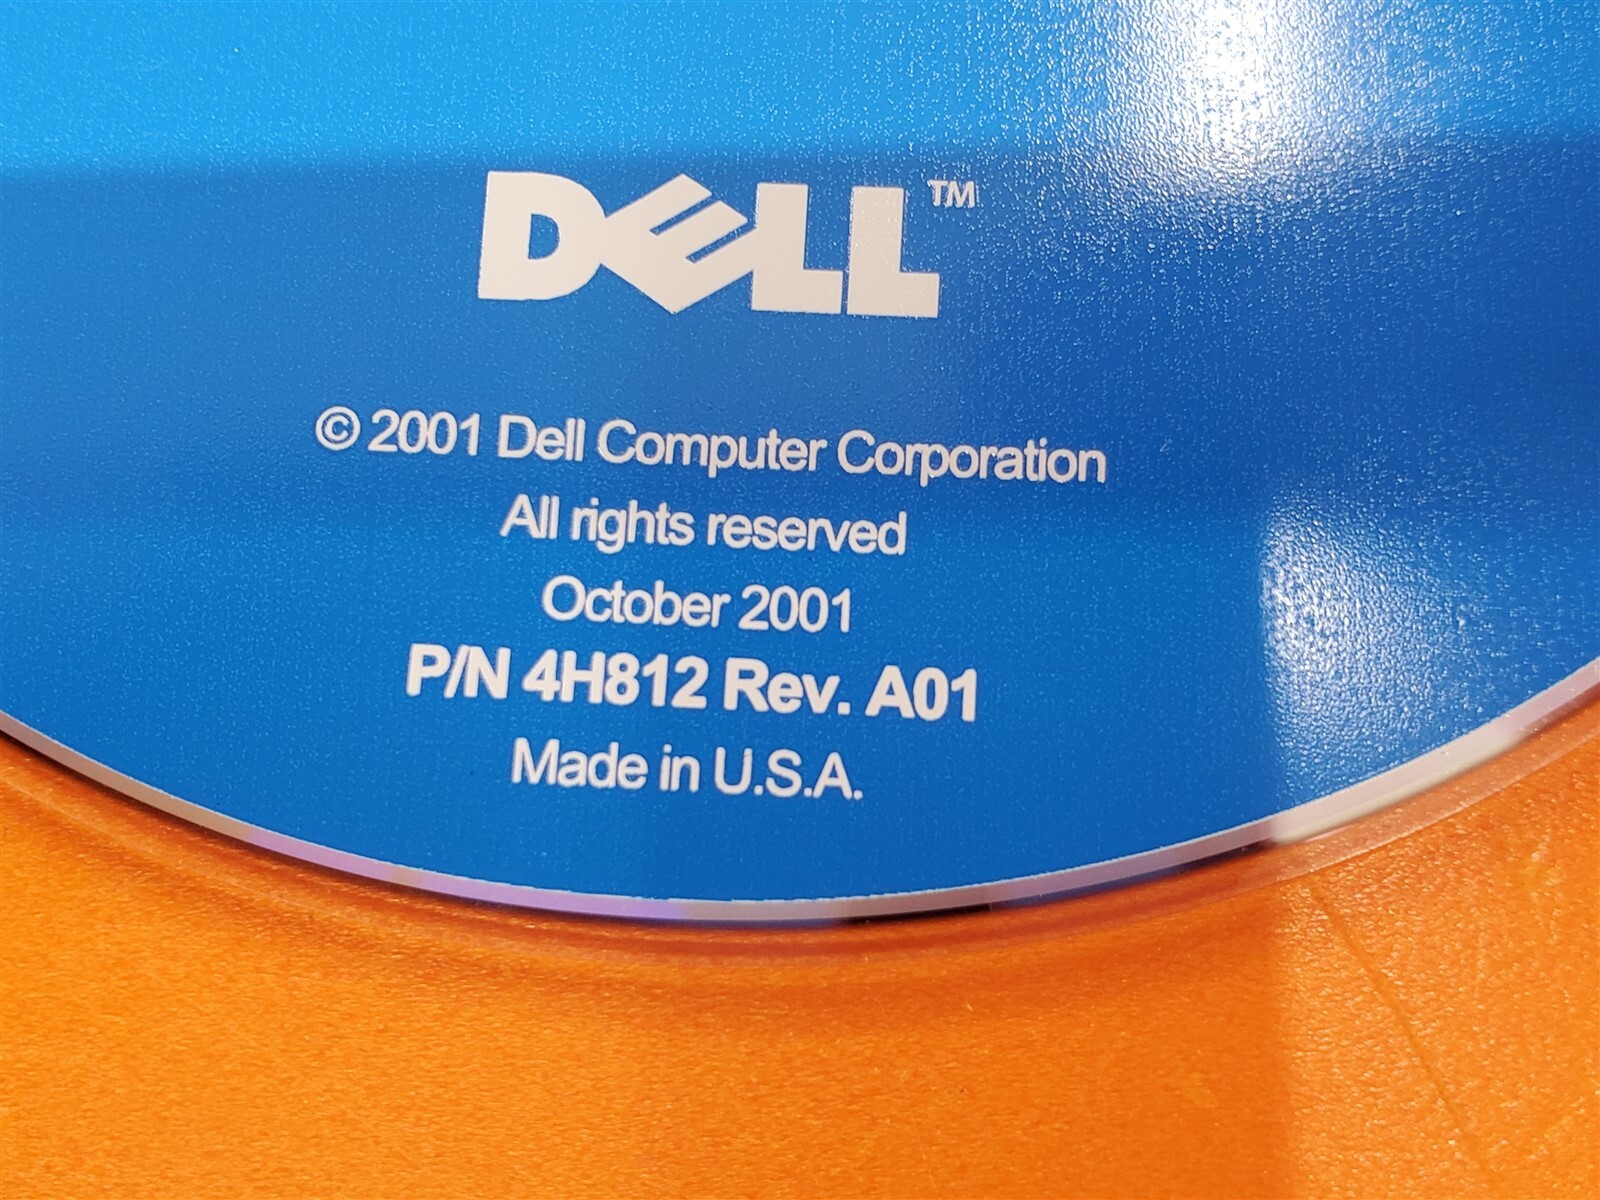 DELL™
© 2001 Dell Computer Corporation
All rights reserved
October 2001
P/N 4H812 Rev. A01
Made in U.S.A.